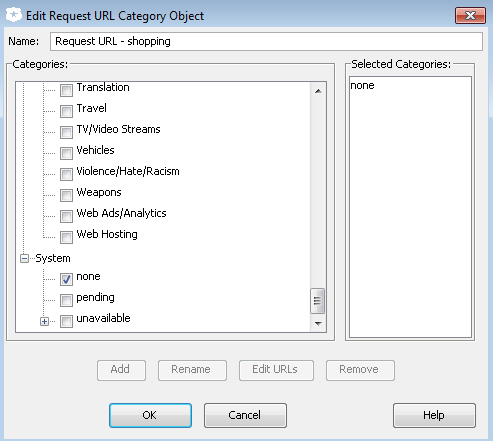 Edit Request URL Category Object
Name: Request URL - shopping
Categories:
Translation
Travel
TV/Video Streams
Vehicles
Violence/Hate/Racism
Weapons
Web Ads/Analytics
Web Hosting
System
none
pending
unavailable
Selected Categories:
none
Add Rename Edit URLs Remove
OK Cancel Help